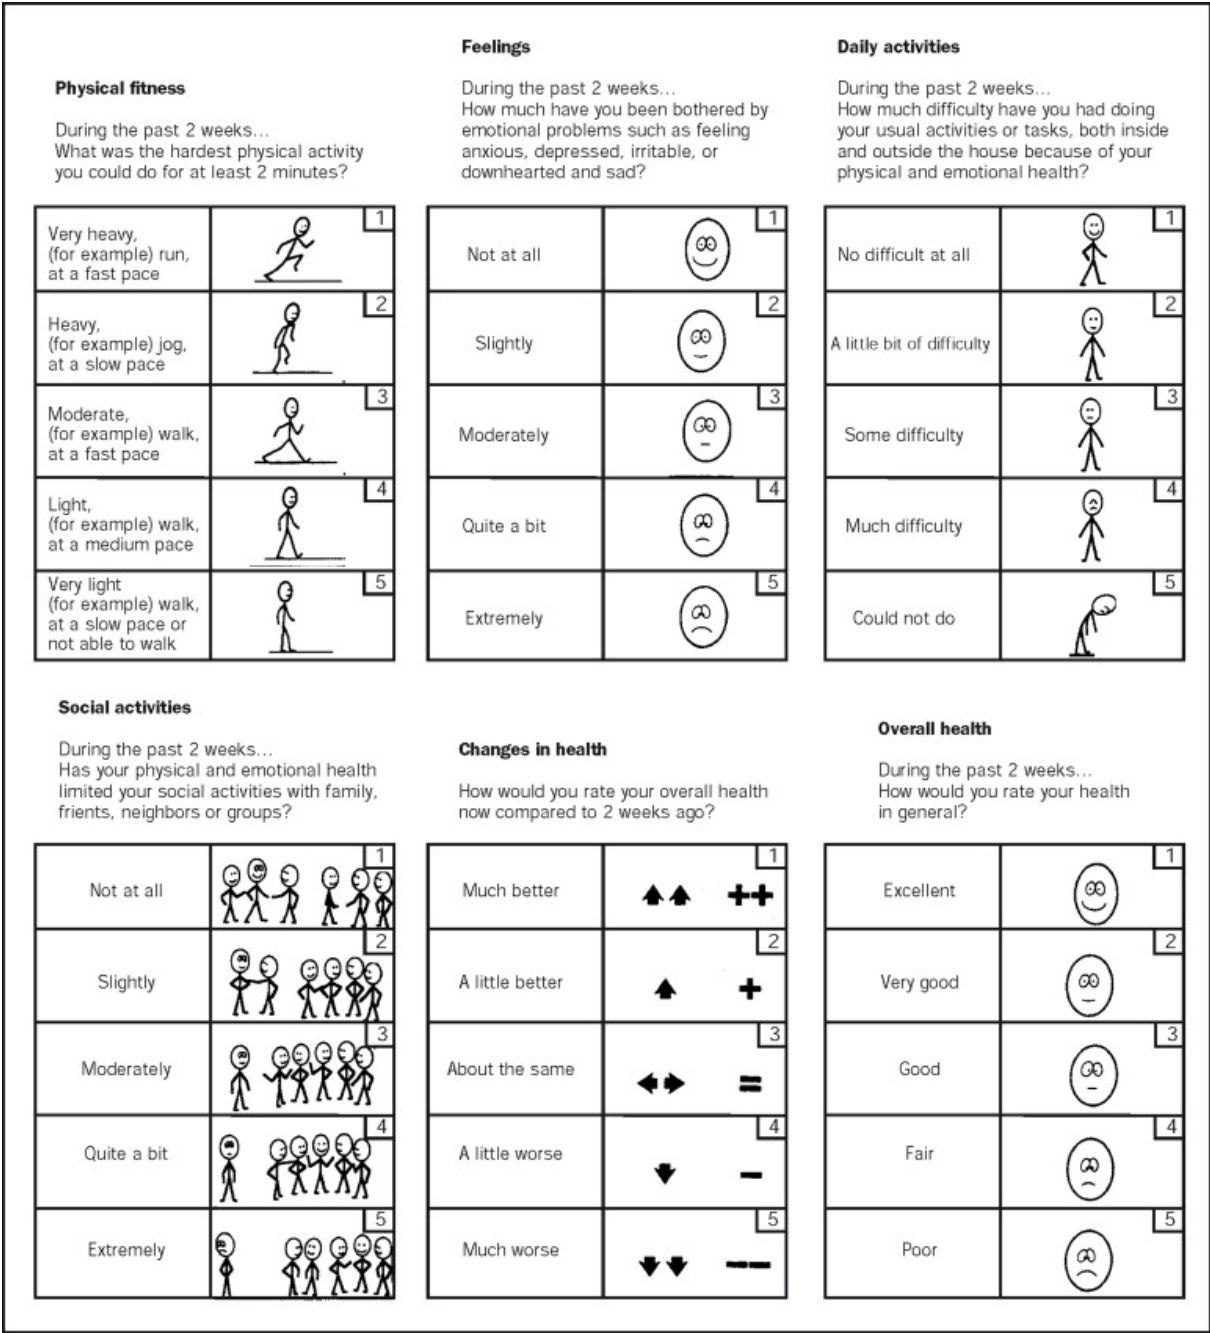 Physical fitness
During the past 2 weeks...
What was the hardest physical activity
you could do for at least 2 minutes?
Very heavy,
(for example) run,
at a fast pace
1
Heavy,
(for example) jog,
at a slow pace
2
Moderate,
(for example) walk,
at a fast pace
3
Light,
(for example) walk,
at a medium pace
4
Very light
(for example) walk,
at a slow pace or
not able to walk
5
Feelings
During the past 2 weeks...
How much have you been bothered by
emotional problems such as feeling
anxious, depressed, irritable, or
downhearted and sad?
Not at all
1
Slightly
2
Moderately
3
Quite a bit
4
Extremely
5
Daily activities
During the past 2 weeks...
How much difficulty have you had doing
your usual activities or tasks, both inside
and outside the house because of your
physical and emotional health?
No difficult at all
1
A little bit of difficulty
2
Some difficulty
3
Much difficulty
4
Could not do
5
Social activities
During the past 2 weeks...
Has your physical and emotional health
limited your social activities with family,
frients, neighbors or groups?
Not at all
1
Slightly
2
Moderately
3
Quite a bit
4
Extremely
5
Changes in health
How would you rate your overall health
now compared to 2 weeks ago?
Much better
++
1
A little better
+
2
About the same
=
3
A little worse
−
4
Much worse
−−
5
Overall health
During the past 2 weeks...
How would you rate your health
in general?
Excellent
1
Very good
2
Good
3
Fair
4
Poor
5